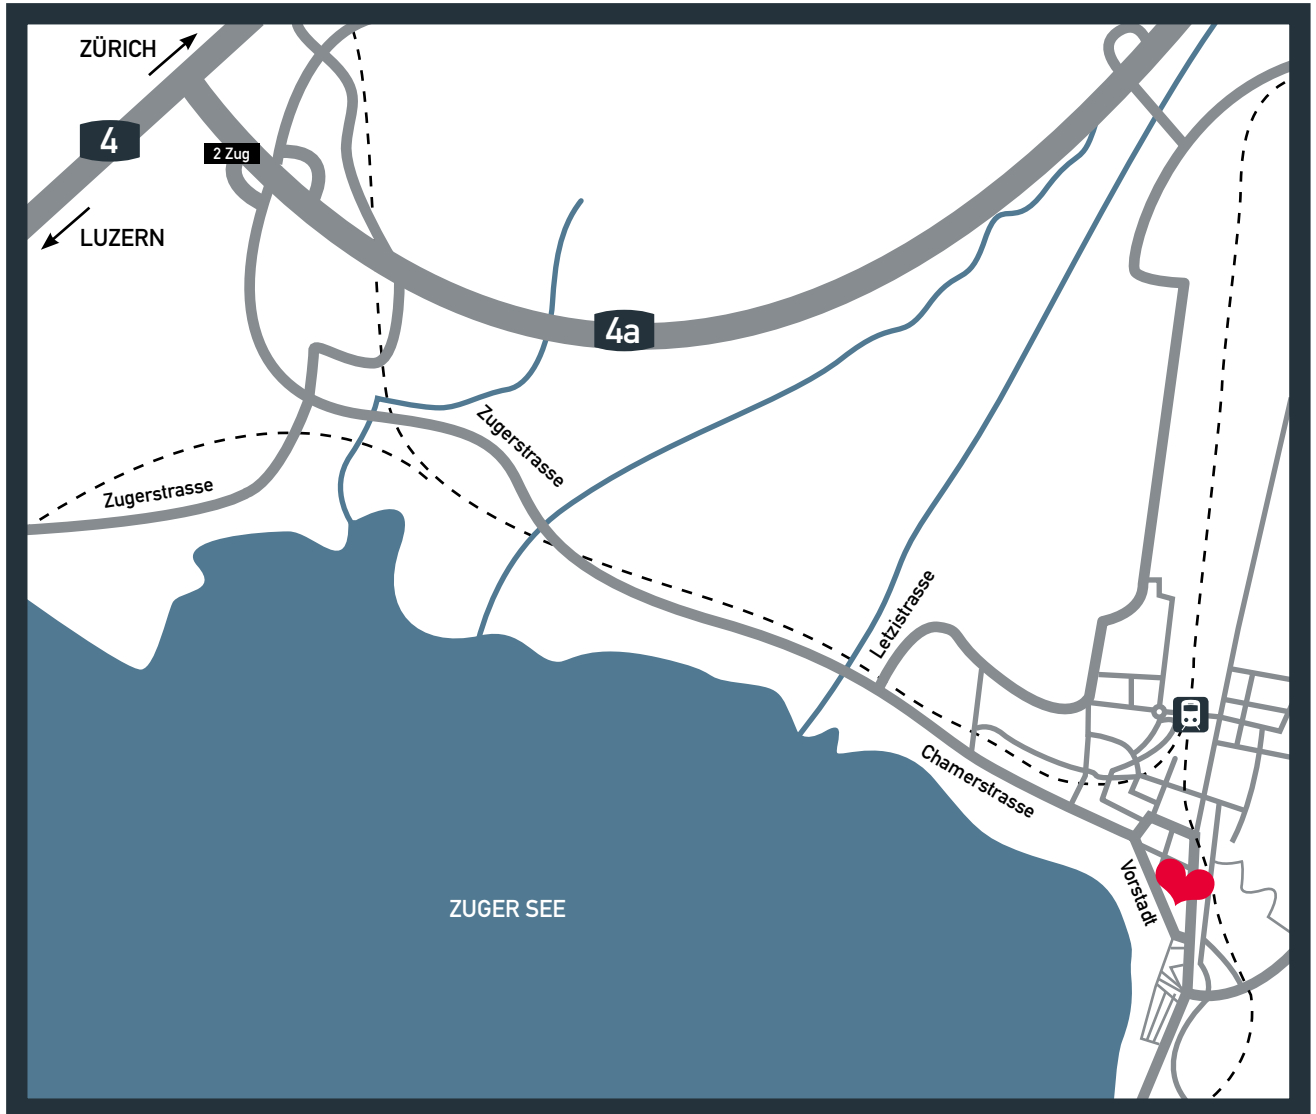 ZÜRICH
4
2 Zug
LUZERN
4a
Zugerstrasse
Zugerstrasse
Letzistrasse
Chamerstrasse
Vorstadt
ZUGER SEE